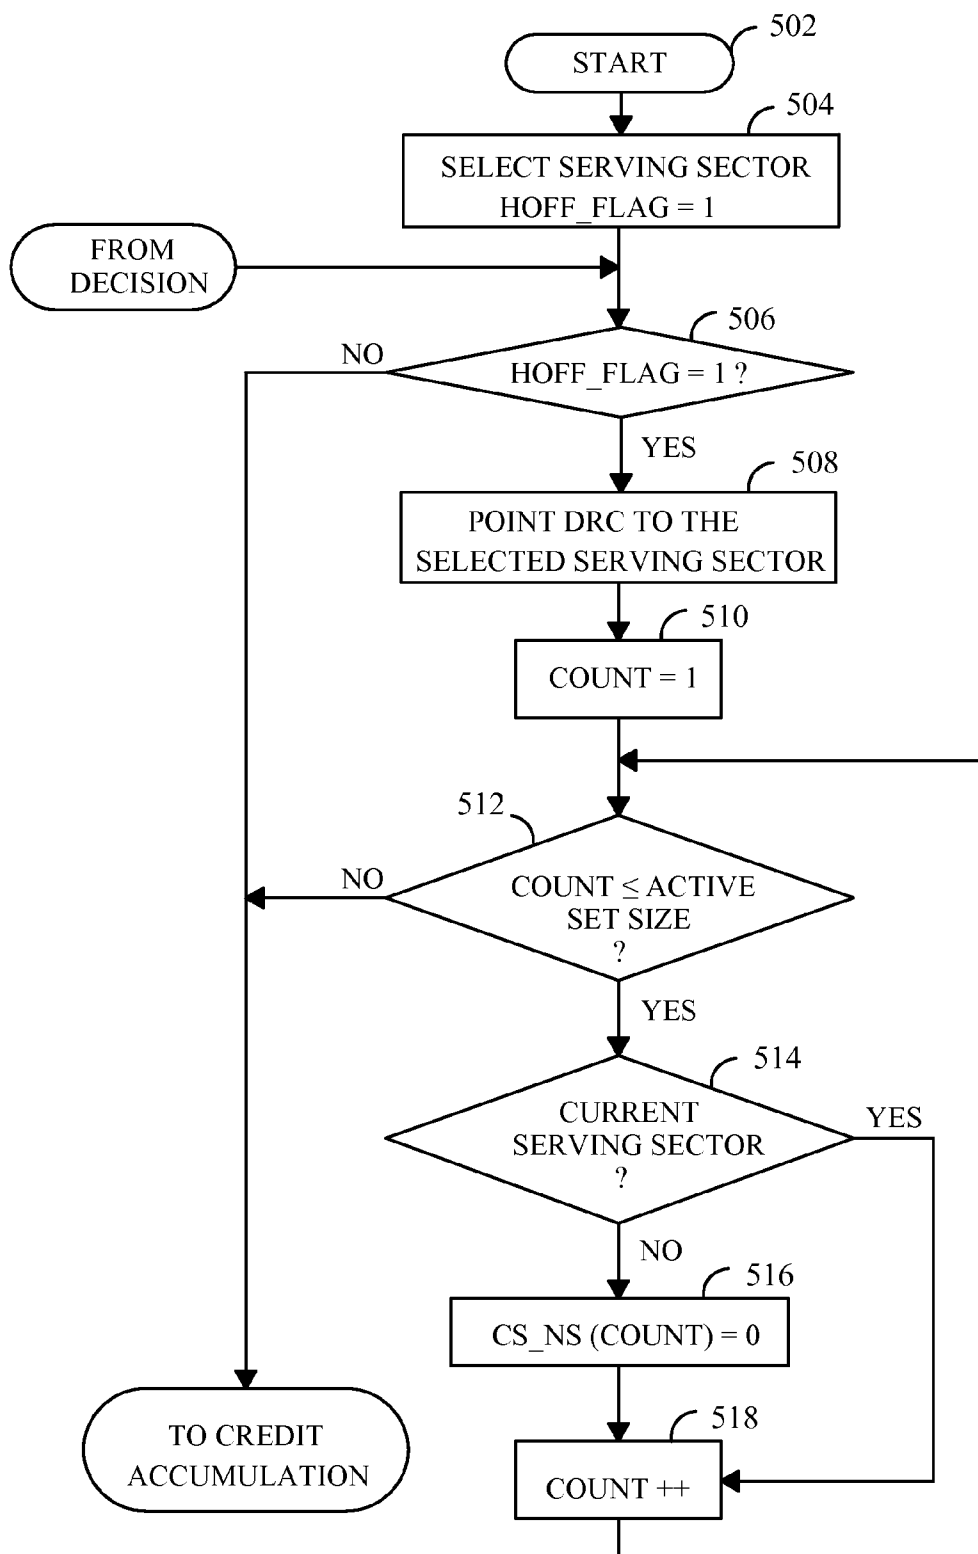 502
START
504
SELECT SERVING SECTOR
HOFF_FLAG = 1
FROM
DECISION
506
NO
HOFF_FLAG = 1 ?
YES
508
POINT DRC TO THE
SELECTED SERVING SECTOR
510
COUNT = 1
512
NO
COUNT ≤ ACTIVE
SET SIZE
?
YES
514
CURRENT
SERVING SECTOR
?
YES
NO
516
CS_NS (COUNT) = 0
518
COUNT ++
TO CREDIT
ACCUMULATION